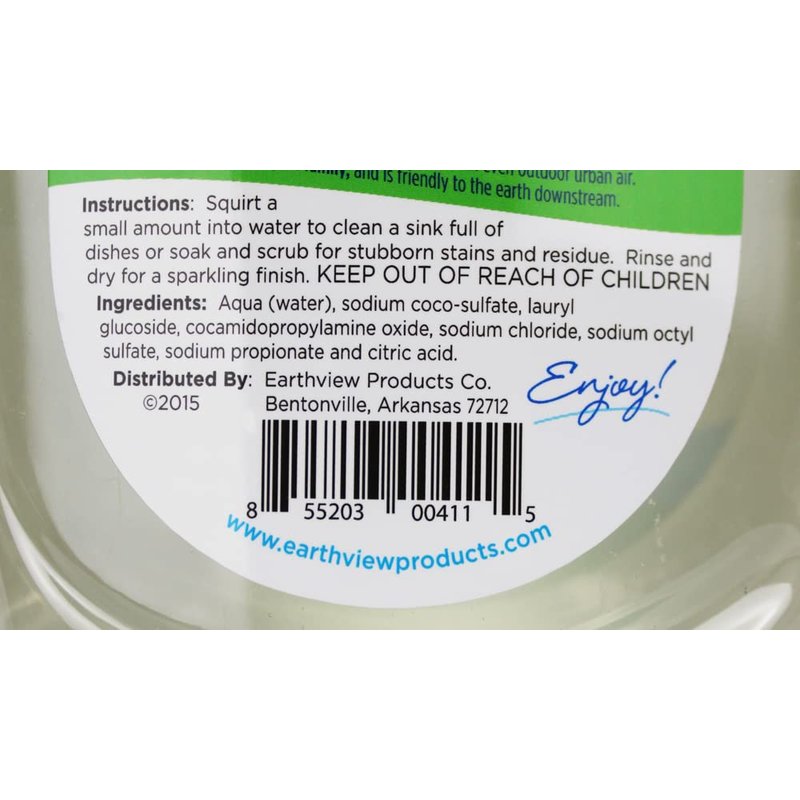 and is friendly to the earth downstream.
Instructions: Squirt a
small amount into water to clean a sink full of
dishes or soak and scrub for stubborn stains and residue. Rinse and
dry for a sparkling finish. KEEP OUT OF REACH OF CHILDREN
Ingredients: Aqua (water), sodium coco-sulfate, lauryl
glucoside, cocamidopropylamine oxide, sodium chloride, sodium octyl
sulfate, sodium propionate and citric acid.
Distributed By: Earthview Products Co.
©2015 Bentonville, Arkansas 72712
Enjoy!
8 55203 00411 5
www.earthviewproducts.com